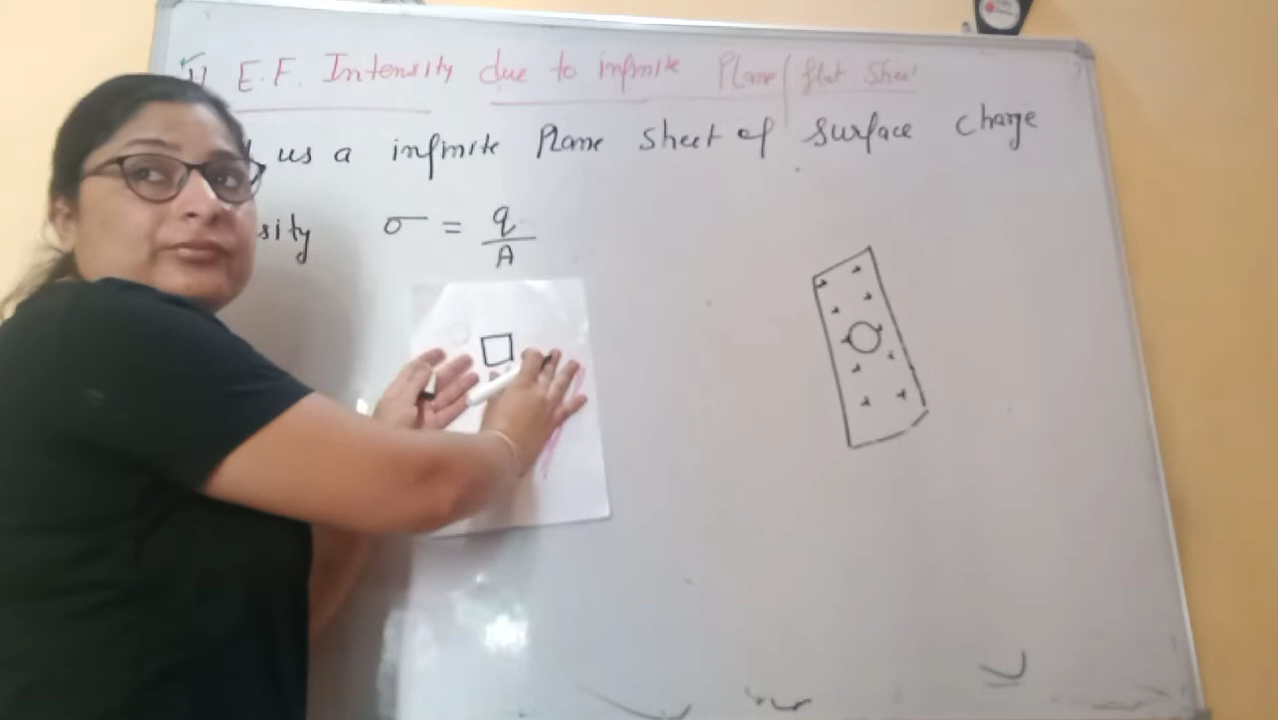 E.F. Intensity due to infinite Plane/ flat Sheet
us a infinite Plane sheet of surface charge
sity σ = q/A